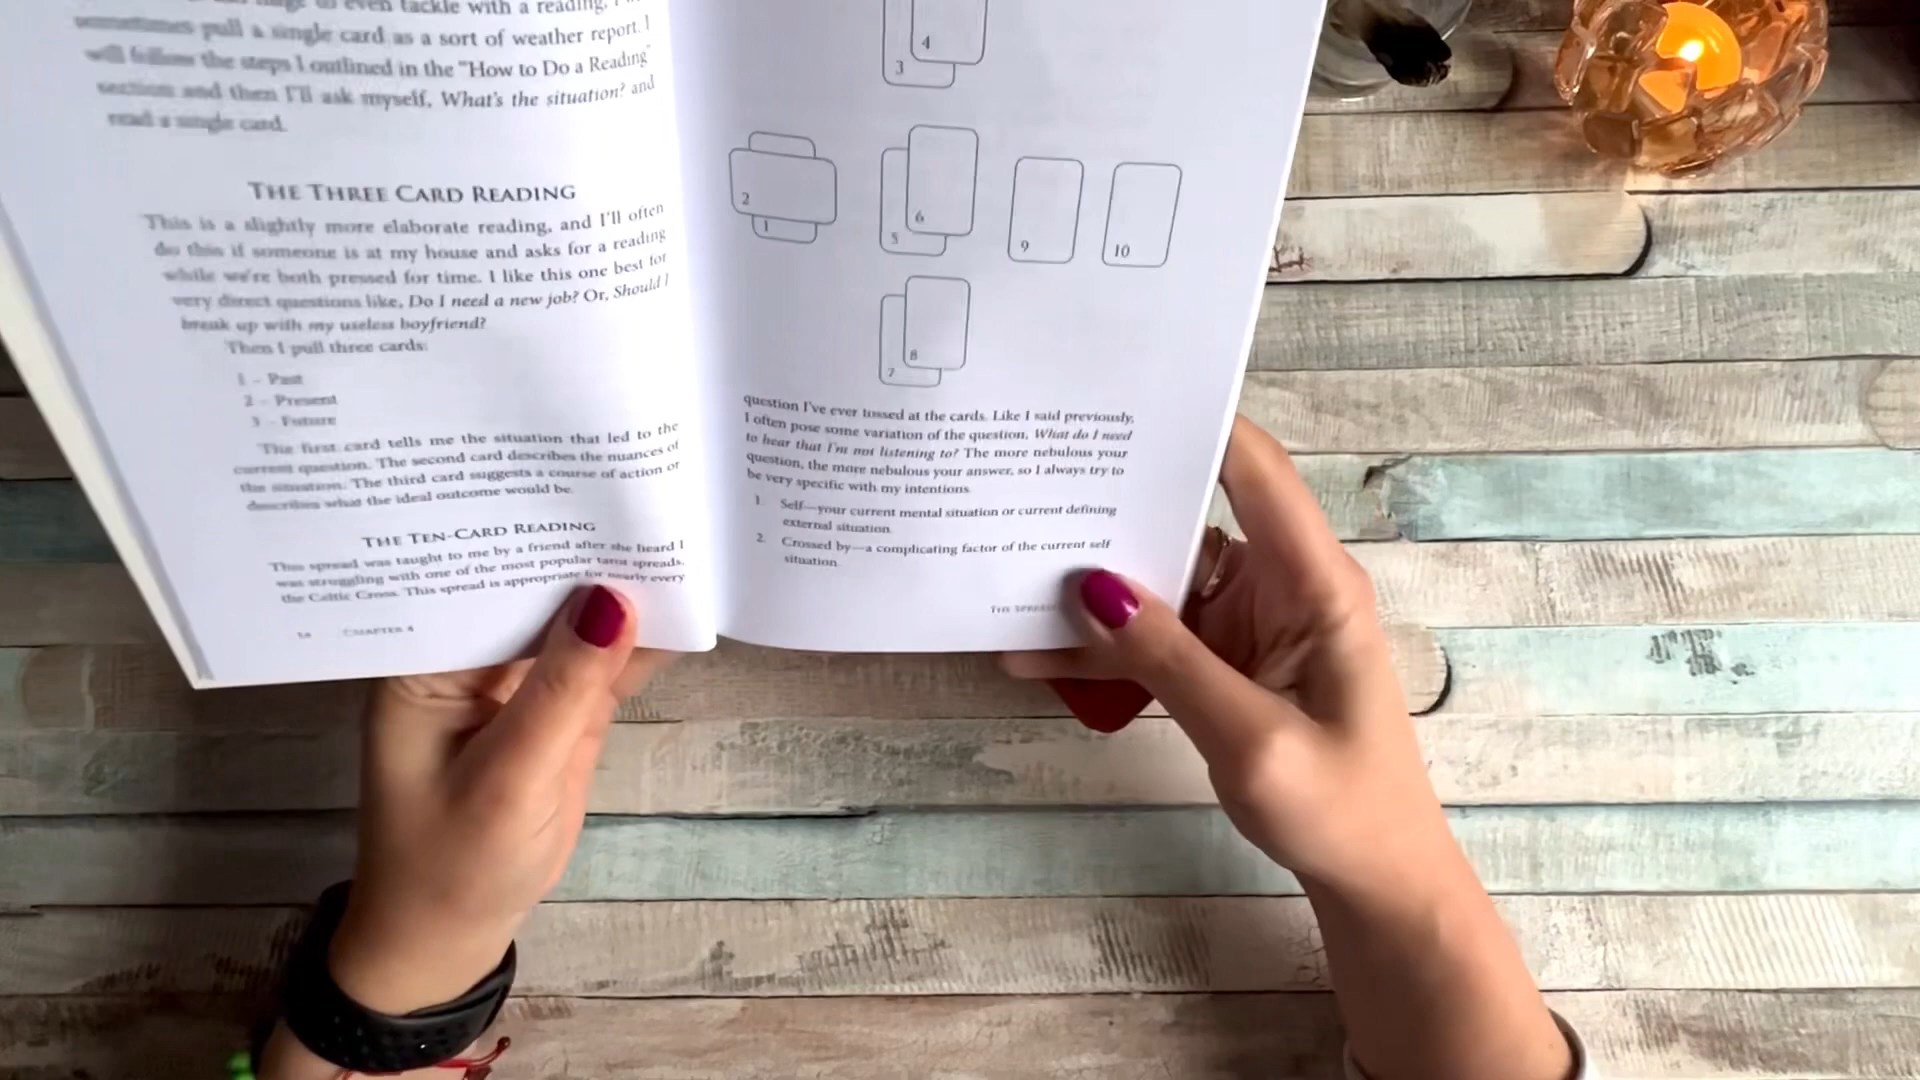 to even tackle with a reading,
sometimes pull a single card as a sort of weather report. I
will follow the steps I outlined in the "How to Do a Reading"
section and then I'll ask myself, What's the situation? and
read a single card.
THE THREE CARD READING
This is a slightly more elaborate reading, and I'll often
do this if someone is at my house and asks for a reading
while we're both pressed for time. I like this one best for
very direct questions like, Do I need a new job? Or, Should I
break up with my useless boyfriend?
Then I pull three cards:
1 – Past
2 – Present
3 – Future
The first card tells me the situation that led to the
current question. The second card describes the nuances of
the situation. The third card suggests a course of action or
describes what the ideal outcome would be.
THE TEN-CARD READING
This spread was taught to me by a friend after she heard I
was struggling with one of the most popular tarot spreads,
the Celtic Cross. This spread is appropriate for nearly every
CHAPTER 4
4
3
2
1
6
5
9
10
8
7
question I've ever tossed at the cards. Like I said previously,
I often pose some variation of the question, What do I need
to hear that I'm not listening to? The more nebulous your
question, the more nebulous your answer, so I always try to
be very specific with my intentions.
1. Self—your current mental situation or current defining
external situation.
2. Crossed by—a complicating factor of the current self
situation.
THE